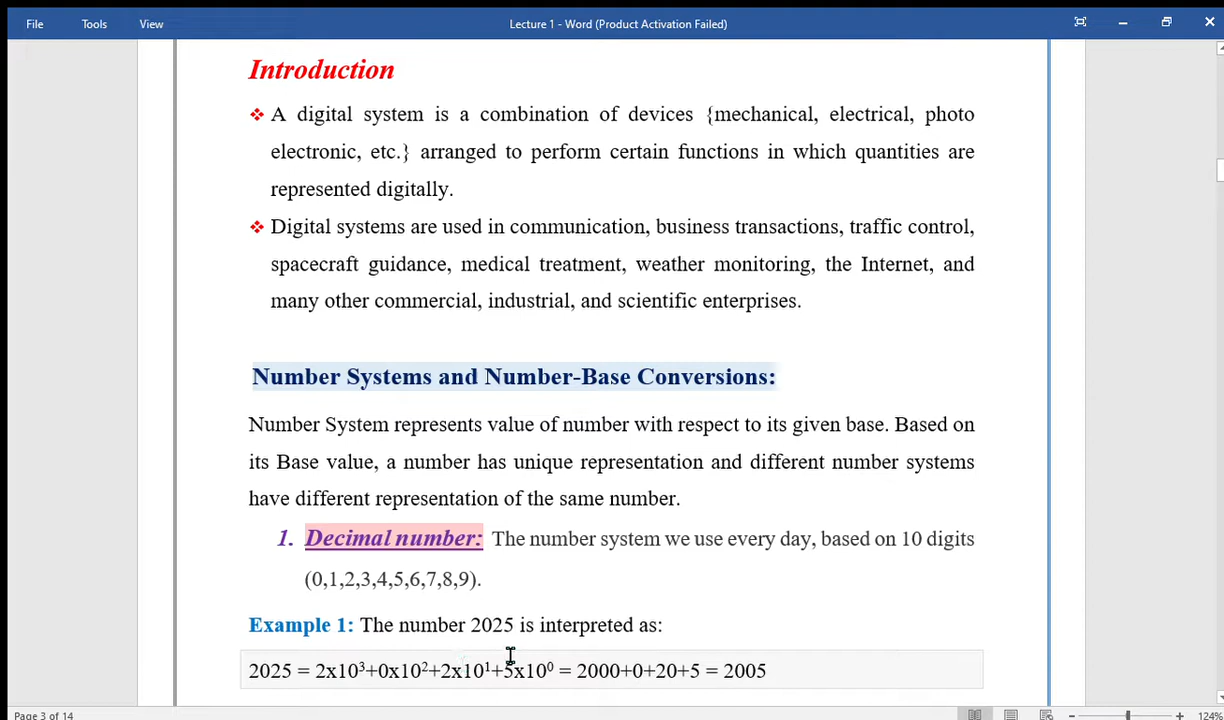 File Tools View Lecture 1 - Word (Product Activation Failed)
Introduction
❖ A digital system is a combination of devices {mechanical, electrical, photo
electronic, etc.} arranged to perform certain functions in which quantities are
represented digitally.
❖ Digital systems are used in communication, business transactions, traffic control,
spacecraft guidance, medical treatment, weather monitoring, the Internet, and
many other commercial, industrial, and scientific enterprises.
Number Systems and Number-Base Conversions:
Number System represents value of number with respect to its given base. Based on
its Base value, a number has unique representation and different number systems
have different representation of the same number.
1. Decimal number: The number system we use every day, based on 10 digits
(0,1,2,3,4,5,6,7,8,9).
Example 1: The number 2025 is interpreted as:
2025 = 2x10³+0x10²+2x10¹+5x10⁰ = 2000+0+20+5 = 2005
Page 3 of 14 124%